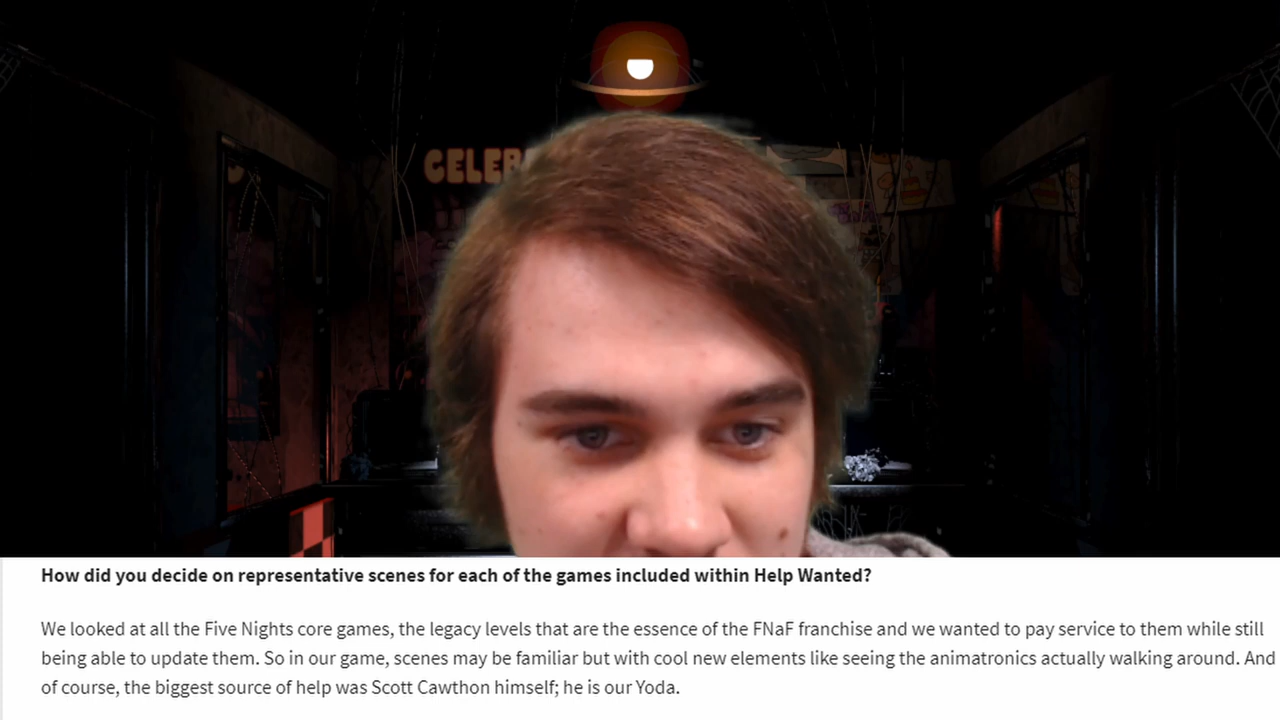 CELEB
How did you decide on representative scenes for each of the games included within Help Wanted?
We looked at all the Five Nights core games, the legacy levels that are the essence of the FNaF franchise and we wanted to pay service to them while still
being able to update them. So in our game, scenes may be familiar but with cool new elements like seeing the animatronics actually walking around. And
of course, the biggest source of help was Scott Cawthon himself; he is our Yoda.